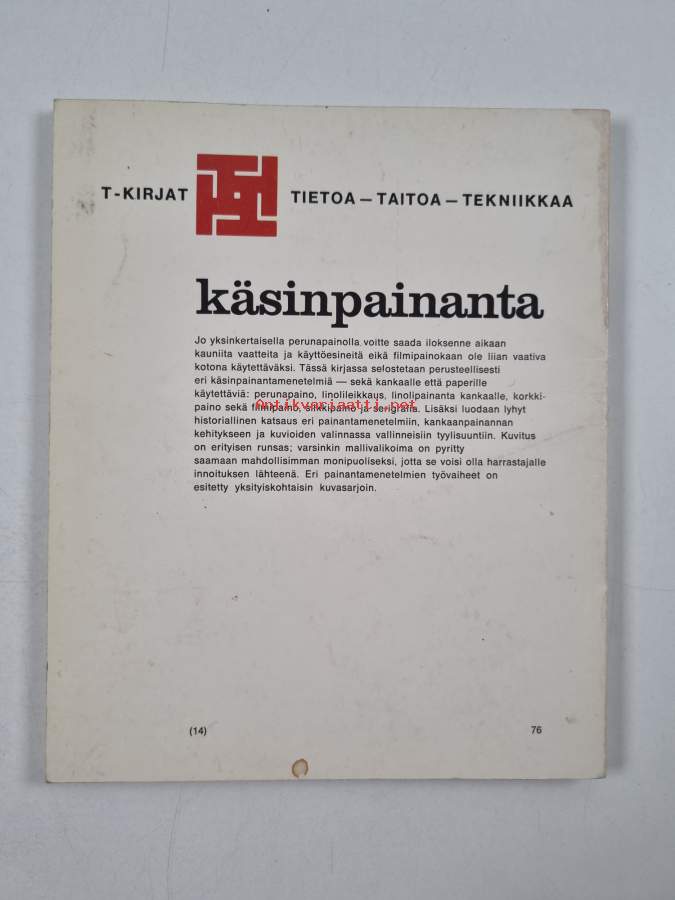 T-KIRJAT TIETOA — TAITOA — TEKNIIKKAA
käsinpainanta
Jo yksinkertaisella perunapainolla voitte saada iloksenne aikaan
kauniita vaatteita ja käyttöesineitä eikä filmipainokaan ole liian vaativa
kotona käytettäväksi. Tässä kirjassa selostetaan perusteellisesti
eri käsinpainantamenetelmiä — sekä kankaalle että paperille
käytettäviä: perunapaino, linolileikkaus, linolipainanta kankaalle, korkki-
paino sekä filmipaino, silkkipaino ja serigrafia. Lisäksi luodaan lyhyt
Antikvariaatti.net
historiallinen katsaus eri painantamenetelmiin, kankaanpainannan
kehitykseen ja kuvioiden valinnassa vallinneisiin tyylisuuntiin. Kuvitus
on erityisen runsas; varsinkin mallivalikoima on pyritty
saamaan mahdollisimman monipuoliseksi, jotta se voisi olla harrastajalle
innoituksen lähteenä. Eri painantamenetelmien työvaiheet on
esitetty yksityiskohtaisin kuvasarjoin.
(14) 76